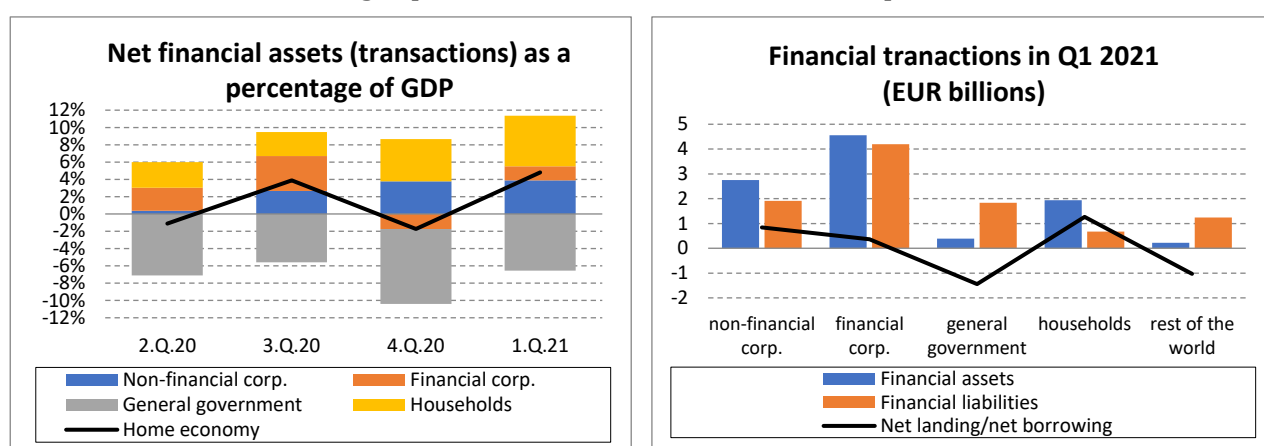 Net financial assets (transactions) as a
percentage of GDP
12%
10%
8%
6%
4%
2%
0%
-2%
-4%
-6%
-8%
-10%
-12%
2.Q.20 3.Q.20 4.Q.20 1.Q.21
Non-financial corp. Financial corp.
General government Households
Home economy
Financial tranactions in Q1 2021
(EUR billions)
5
4
3
2
1
0
-1
-2
non-financial financial general households rest of the
corp. corp. government world
Financial assets
Financial liabilities
Net landing/net borrowing